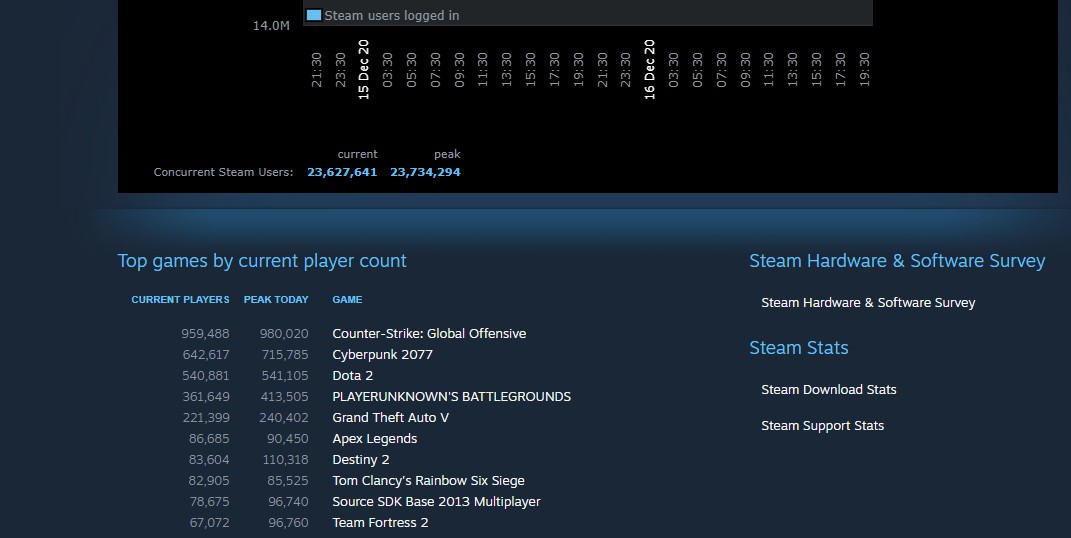 Steam users logged in
14.0M
21:30 23:30 15 Dec 20 03:30 05:30 07:30 09:30 11:30 13:30 15:30 17:30 19:30 21:30 23:30 16 Dec 20 03:30 05:30 07:30 09:30 11:30 13:30 15:30 17:30 19:30
current peak
Concurrent Steam Users: 23,627,641 23,734,294
Top games by current player count
CURRENT PLAYERS PEAK TODAY GAME
959,488 980,020 Counter-Strike: Global Offensive
642,617 715,785 Cyberpunk 2077
540,881 541,105 Dota 2
361,649 413,505 PLAYERUNKNOWN'S BATTLEGROUNDS
221,399 240,402 Grand Theft Auto V
86,685 90,450 Apex Legends
83,604 110,318 Destiny 2
82,905 85,525 Tom Clancy's Rainbow Six Siege
78,675 96,740 Source SDK Base 2013 Multiplayer
67,072 96,760 Team Fortress 2
Steam Hardware & Software Survey
Steam Hardware & Software Survey
Steam Stats
Steam Download Stats
Steam Support Stats